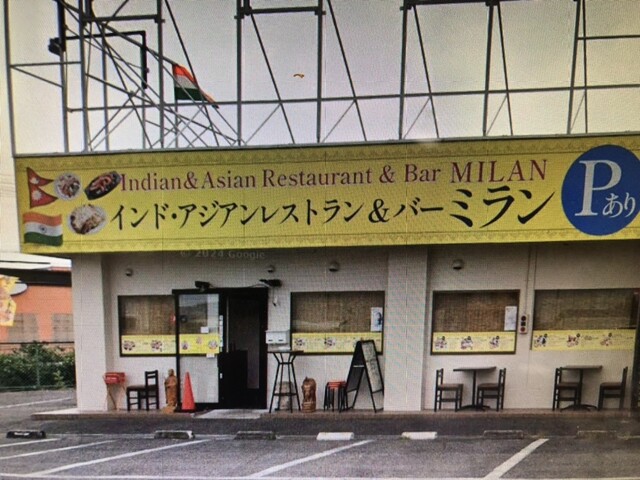 Indian&Asian Restaurant & Bar MILAN
インド・アジアンレストラン&バーミラン
Pあり
© 2024 Google